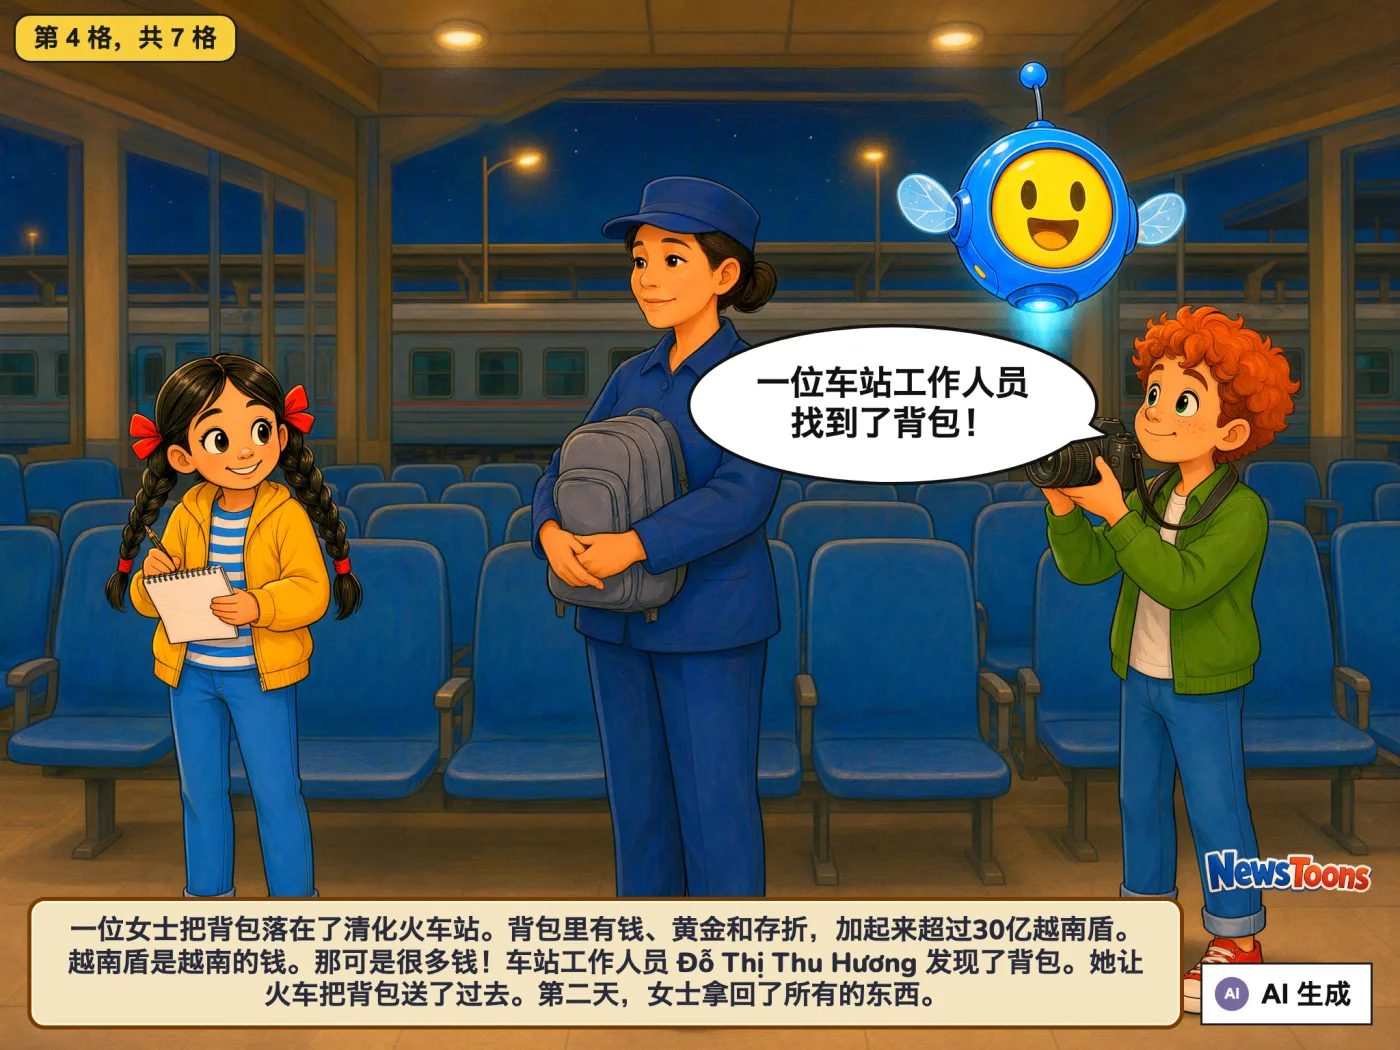 第 4 格，共 7 格
一位车站工作人员
找到了背包！
NewsToons
一位女士把背包落在了清化火车站。背包里有钱、黄金和存折，加起来超过30亿越南盾。
越南盾是越南的钱。那可是很多钱！车站工作人员 Đỗ Thị Thu Hương 发现了背包。她让
火车把背包送了过去。第二天，女士拿回了所有的东西。
AI AI 生成